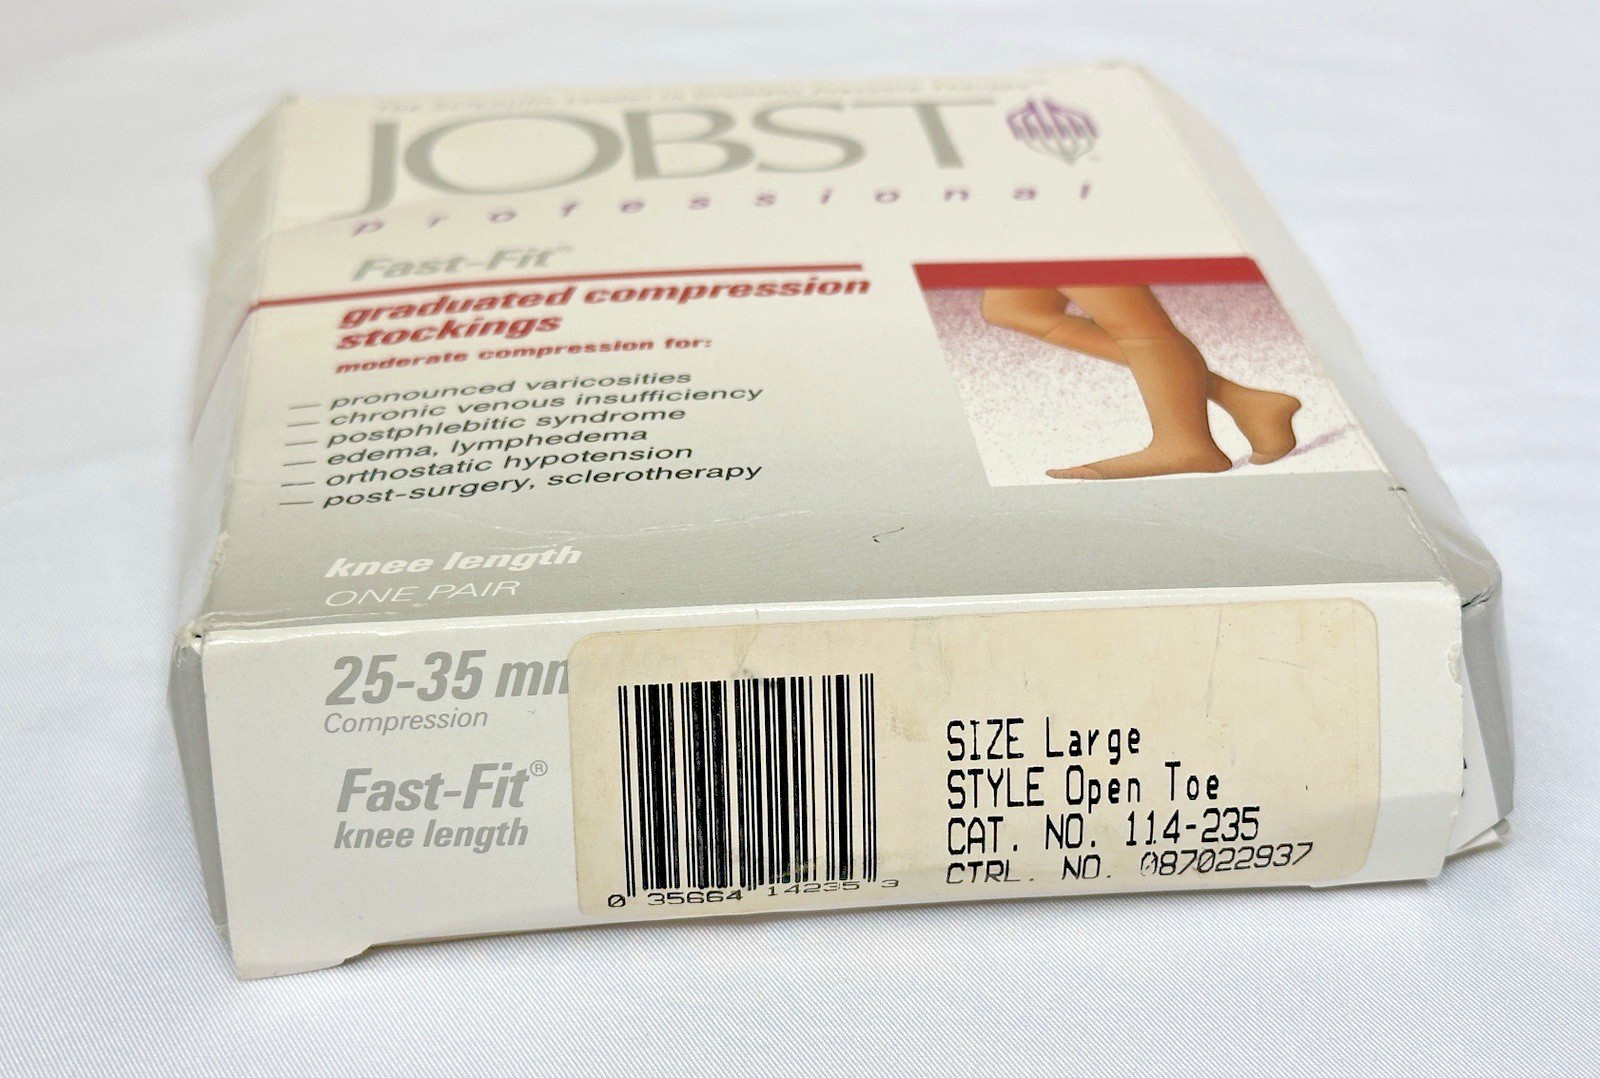 JOBST
professional
Fast-Fit™
graduated compression
stockings
moderate compression for:
— pronounced varicosities
— chronic venous insufficiency
— postphlebitic syndrome
— edema, lymphedema
— orthostatic hypotension
— post-surgery, sclerotherapy
knee length
ONE PAIR
25-35 mm
Compression
Fast-Fit®
knee length
0 35664 14235 3
SIZE Large
STYLE Open Toe
CAT. NO. 114-235
CTRL. NO. 087022937